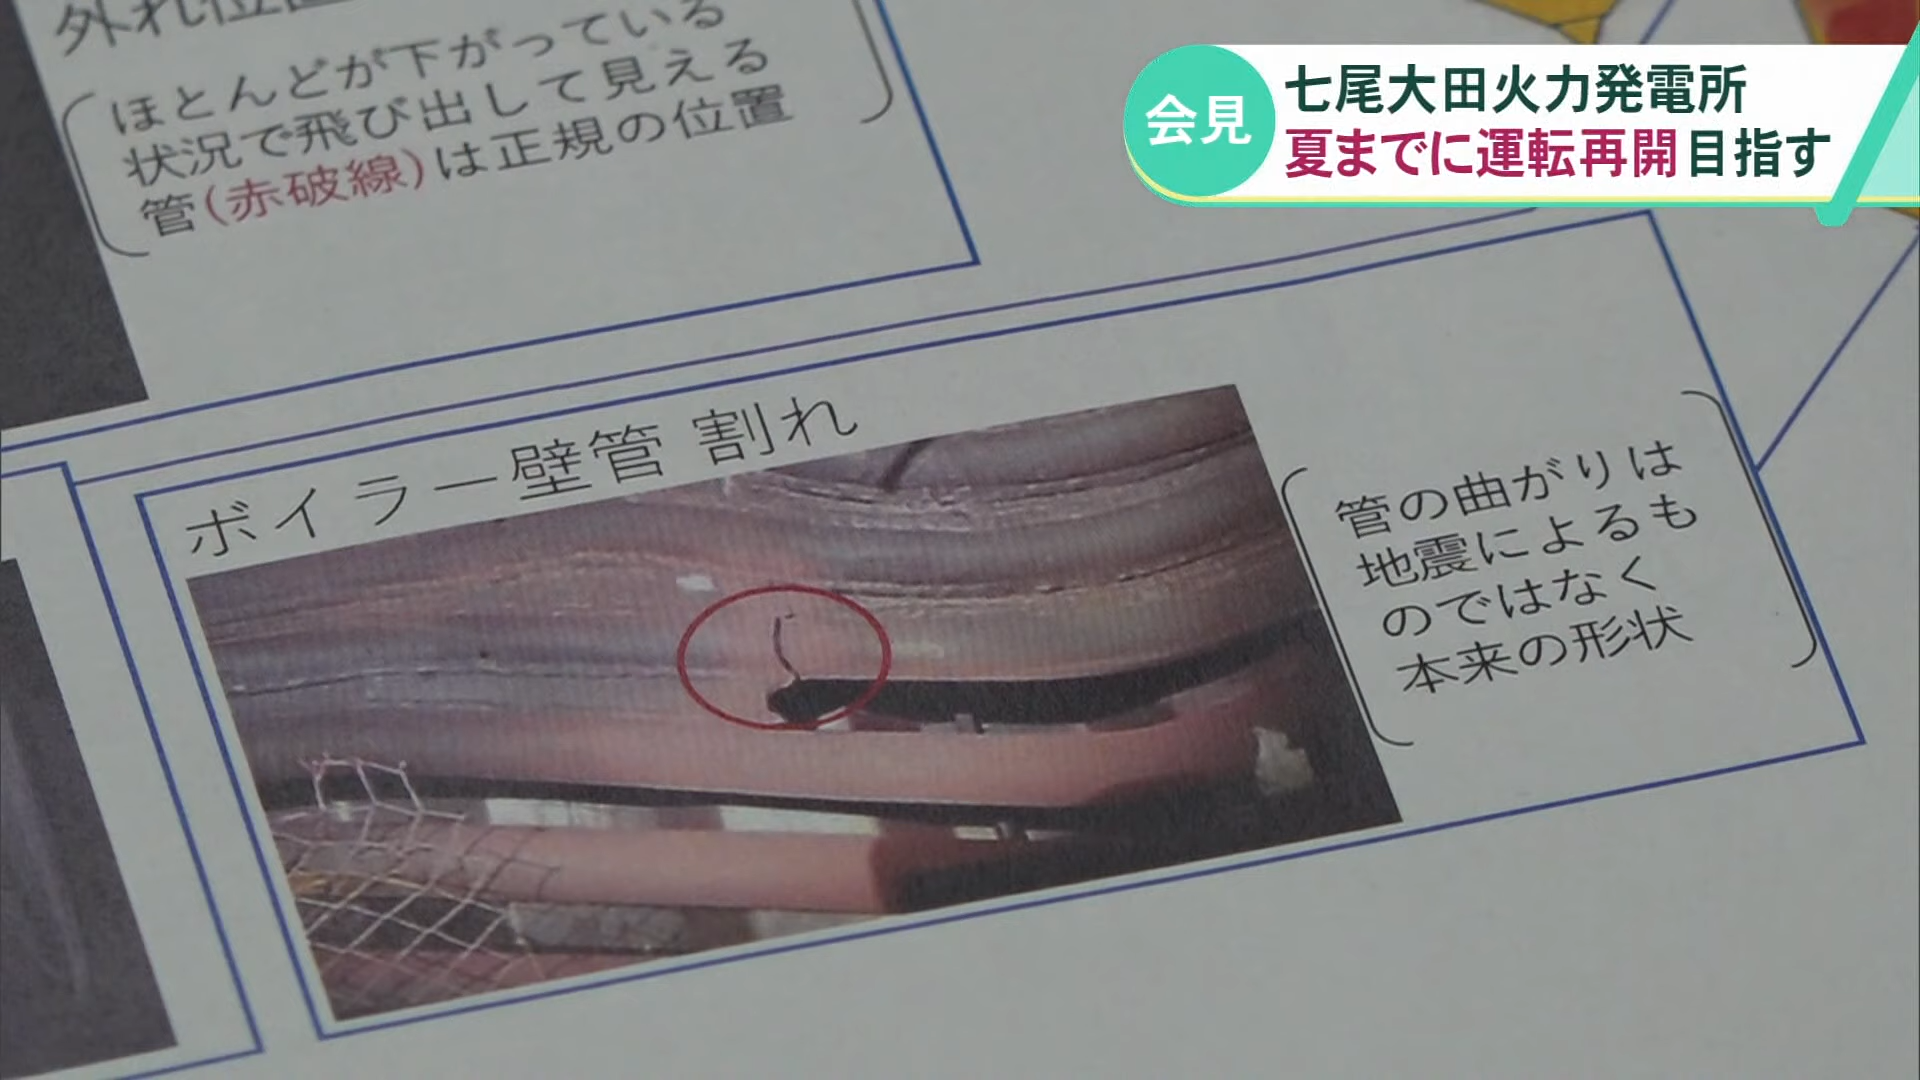 外れ位置
ほとんどが下がっている
状況で飛び出して見える
管(赤破線)は正規の位置
会見
七尾大田火力発電所
夏までに運転再開目指す
ボイラー壁管 割れ
管の曲がりは
地震によるも
のではなく
本来の形状